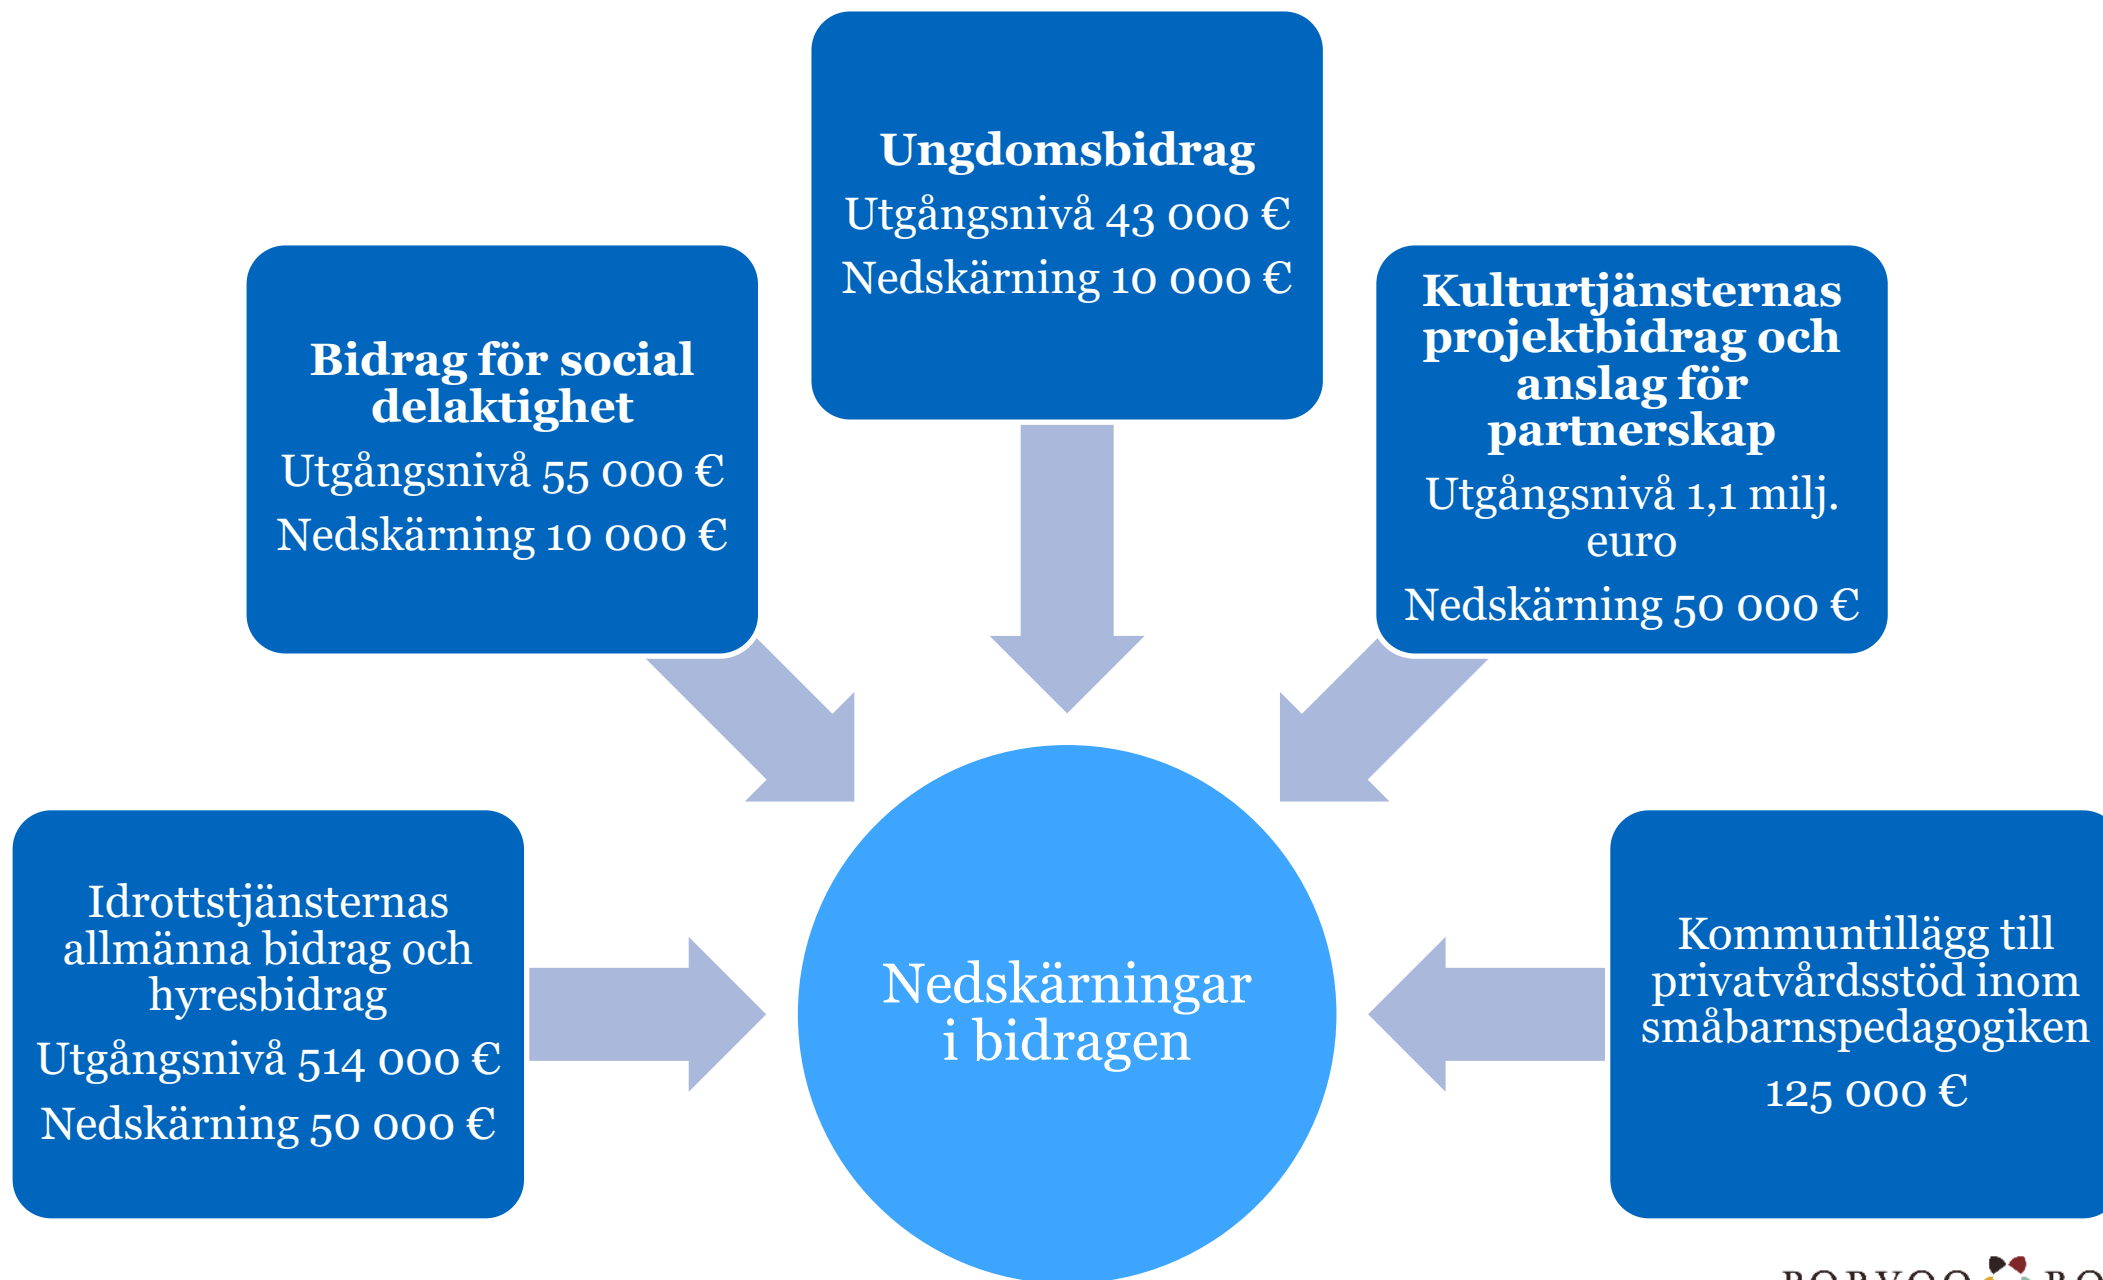 Ungdomsbidrag
Utgångsnivå 43 000 €
Nedskärning 10 000 €
Bidrag för social
delaktighet
Utgångsnivå 55 000 €
Nedskärning 10 000 €
Kulturtjänsternas
projektbidrag och
anslag för
partnerskap
Utgångsnivå 1,1 milj.
euro
Nedskärning 50 000 €
Idrottstjänsternas
allmänna bidrag och
hyresbidrag
Utgångsnivå 514 000 €
Nedskärning 50 000 €
Nedskärningar
i bidragen
Kommuntillägg till
privatvårdsstöd inom
småbarnspedagogiken
125 000 €